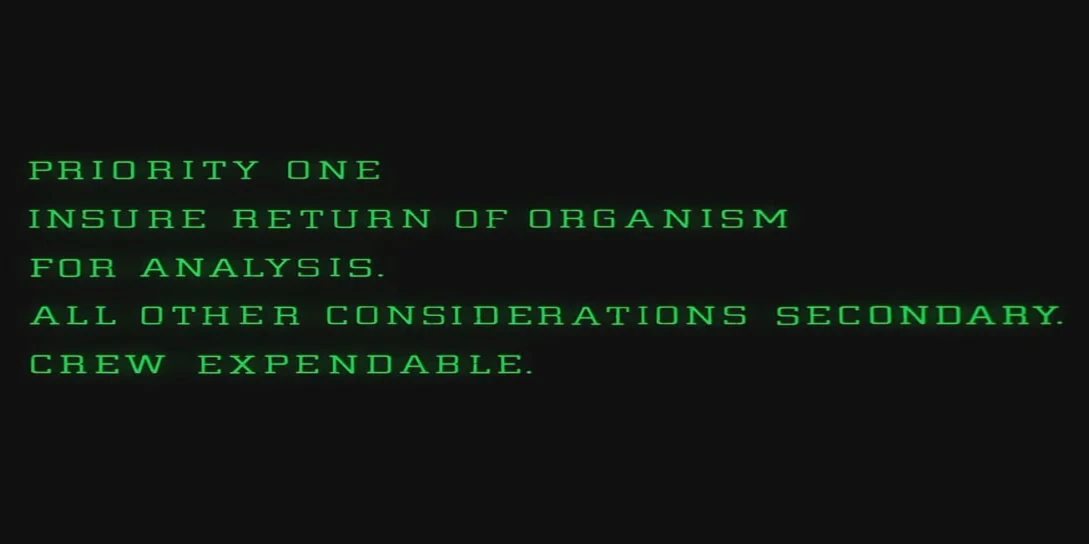 PRIORITY ONE
INSURE RETURN OF ORGANISM
FOR ANALYSIS.
ALL OTHER CONSIDERATIONS SECONDARY.
CREW EXPENDABLE.